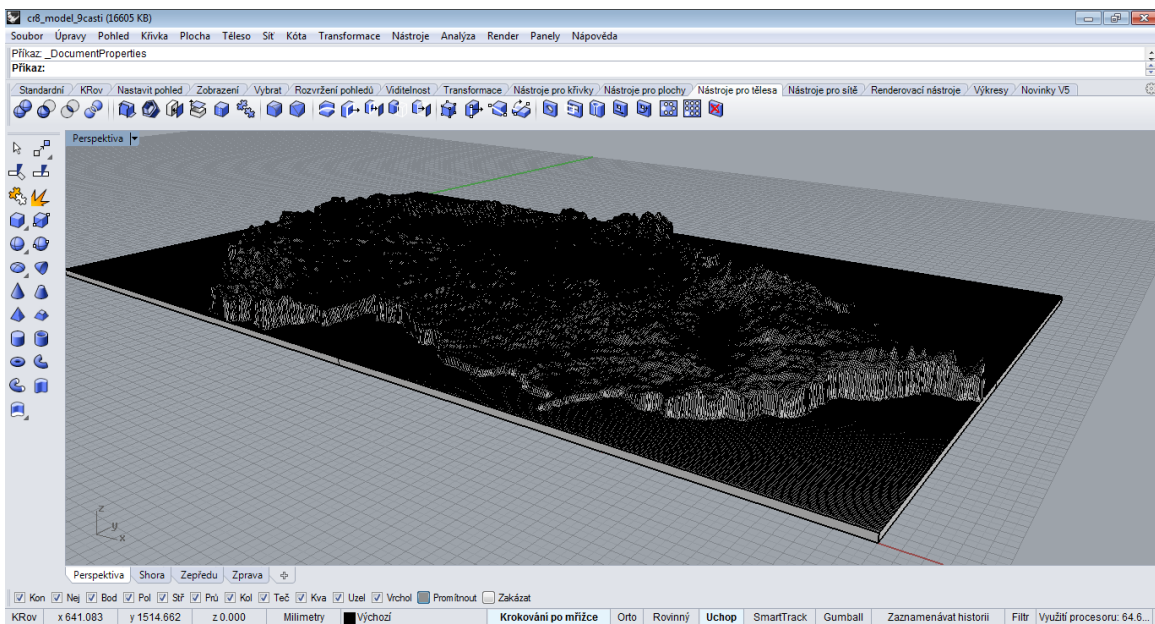 cr8_model_9casti (16605 KB)
Soubor Úpravy Pohled Křivka Plocha Těleso Síť Kóta Transformace Nástroje Analýza Render Panely Nápověda
Příkaz: _DocumentProperties
Příkaz:
Standardní KRov Nastavit pohled Zobrazení Vybrat Rozvržení pohledů Viditelnost Transformace Nástroje pro křivky Nástroje pro plochy Nástroje pro tělesa Nástroje pro sítě Renderovací nástroje Výkresy Novinky V5
Perspektiva
z
y
x
Perspektiva Shora Zepředu Zprava
Kon Nej Bod Pol Stř Prů Kol Teč Kva Uzel Vrchol Promítnout Zakázat
KRov x 641.083 y 1514.662 z 0.000 Milimetry Výchozí Krokování po mřížce Orto Rovinný Uchop SmartTrack Gumball Zaznamenávat historii Filtr Využití procesoru: 64.6...